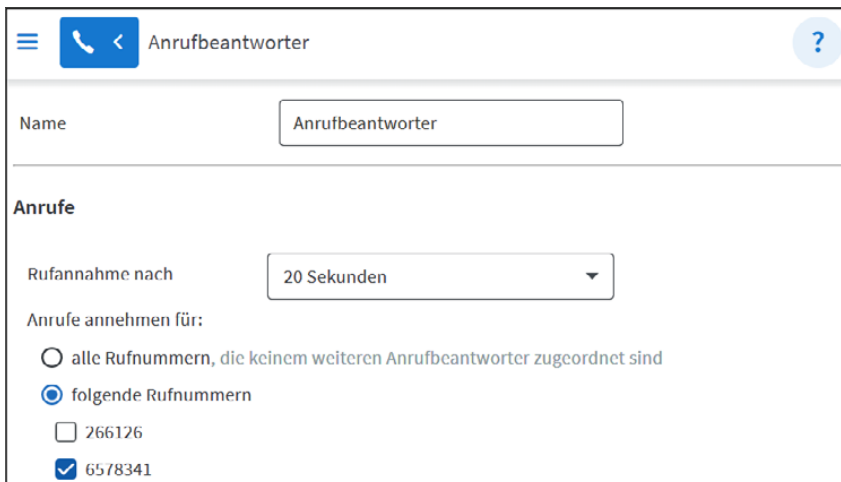 Anrufbeantworter
?
Name
Anrufbeantworter
Anrufe
Rufannahme nach
20 Sekunden
Anrufe annehmen für:
alle Rufnummern, die keinem weiteren Anrufbeantworter zugeordnet sind
folgende Rufnummern
266126
6578341